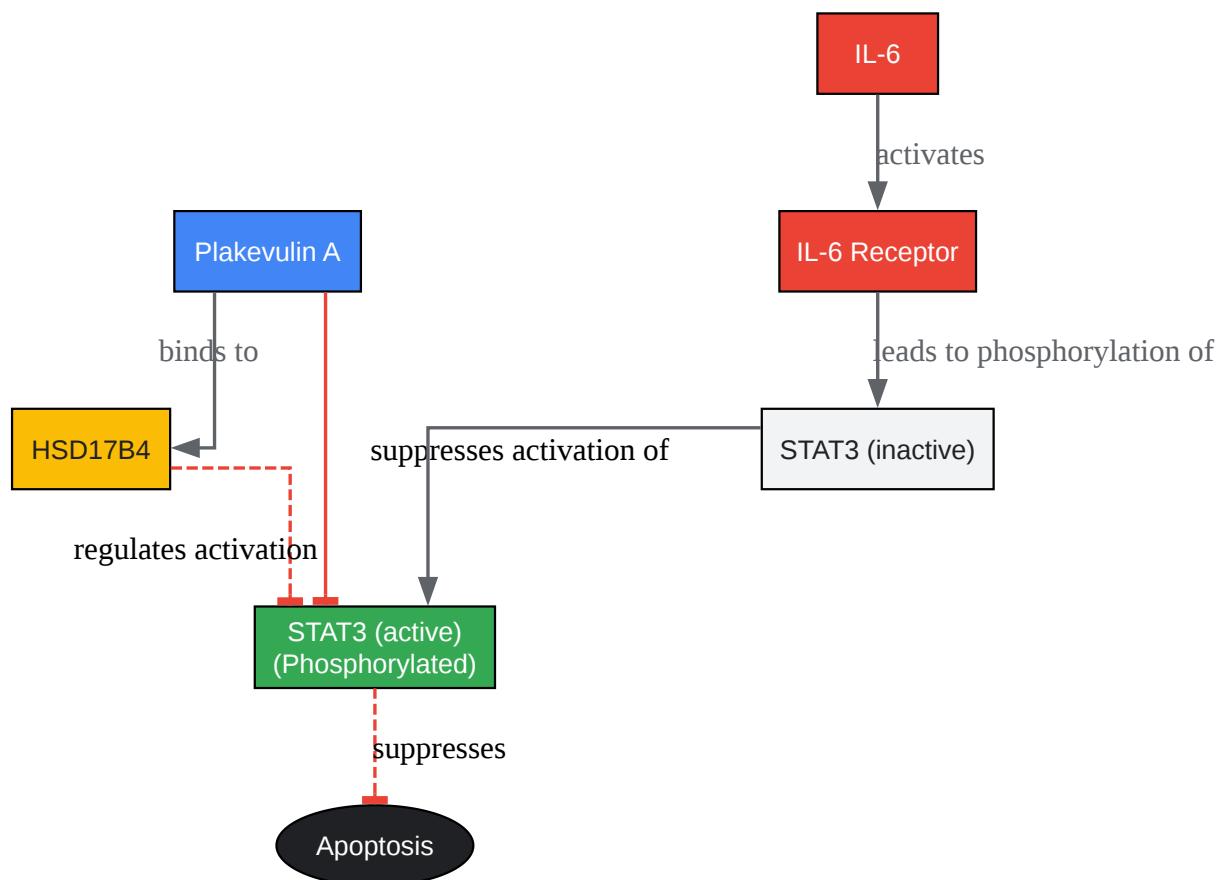 IL-6
activates
Plakevulin A
IL-6 Receptor
binds to
leads to phosphorylation of
HSD17B4
suppresses activation of
STAT3 (inactive)
regulates activation
STAT3 (active)
(Phosphorylated)
suppresses
Apoptosis